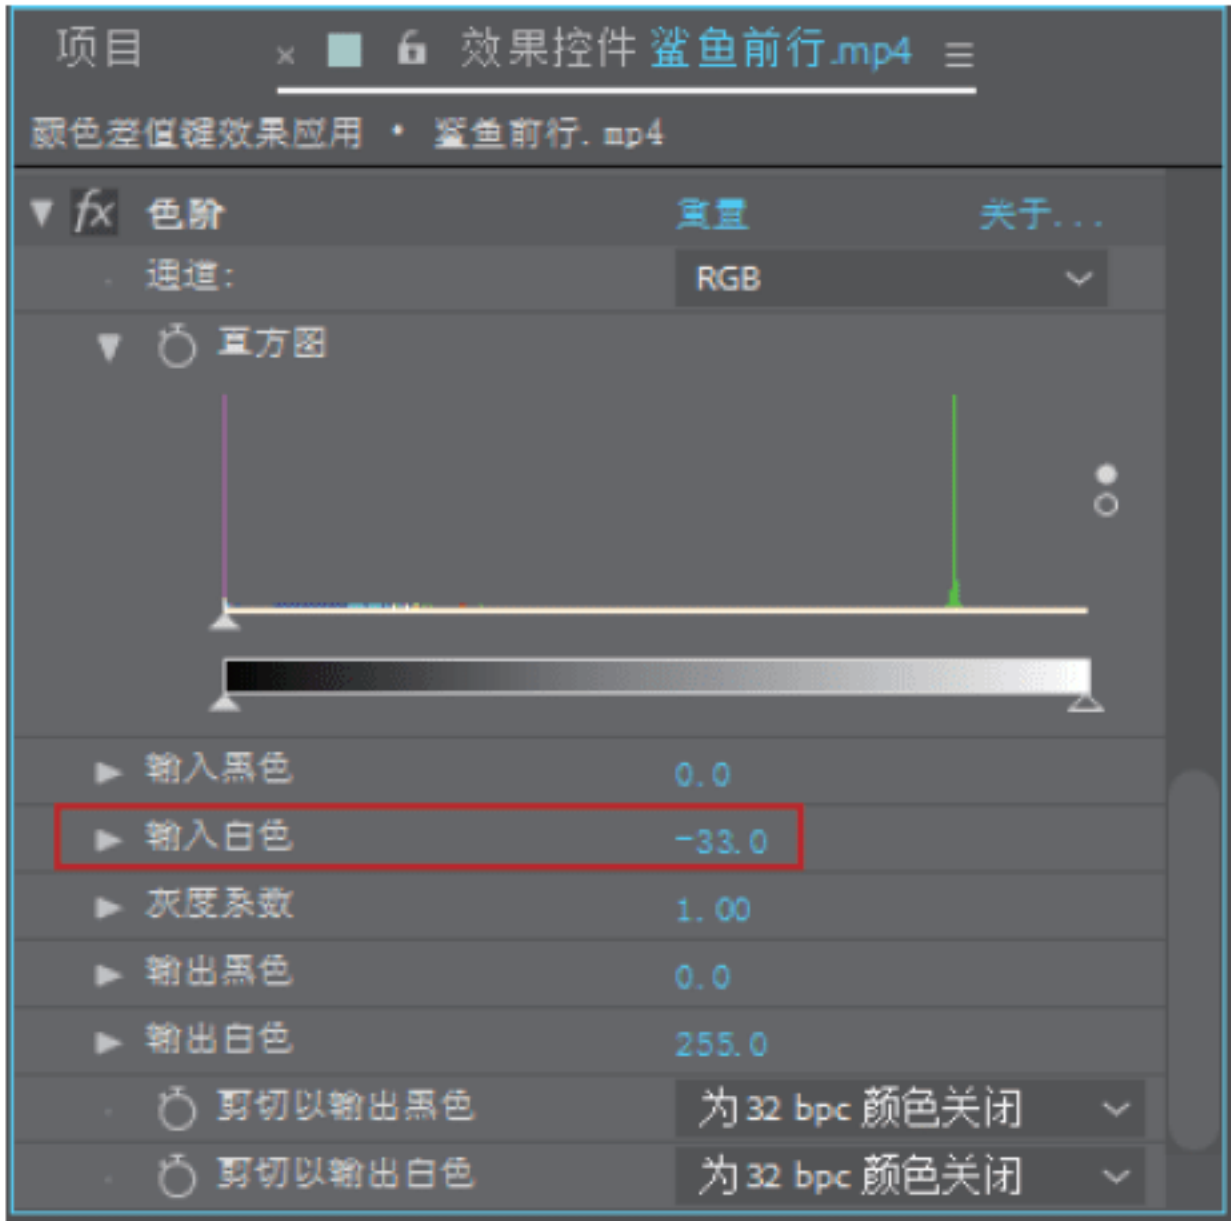 项目 × 效果控件 鲨鱼前行.mp4 ≡
颜色差值键效果应用 • 鲨鱼前行.mp4
fx 色阶 重置 关于...
通道: RGB
直方图
输入黑色 0.0
输入白色 -33.0
灰度系数 1.00
输出黑色 0.0
输出白色 255.0
剪切以输出黑色 为 32 bpc 颜色关闭
剪切以输出白色 为 32 bpc 颜色关闭